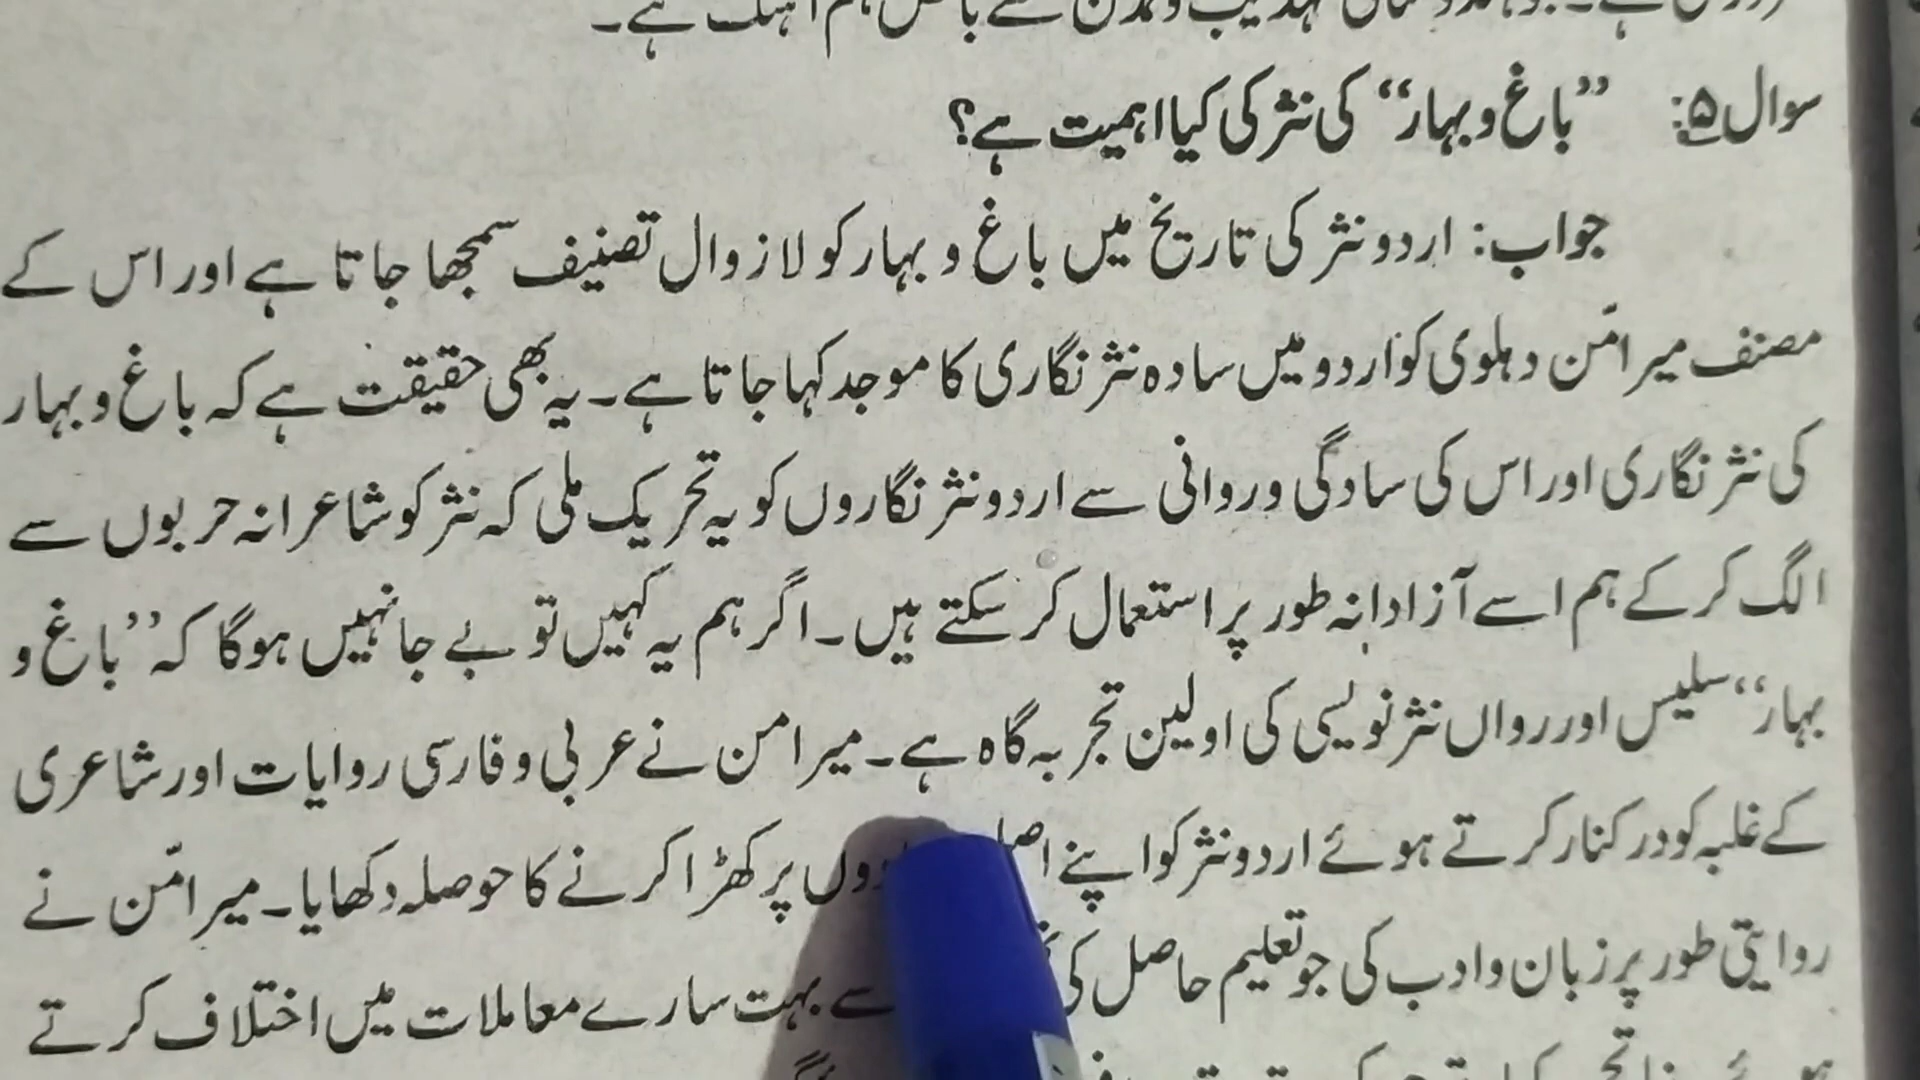 ہم آہنگ ہے۔
سوال ۵: ’’باغ و بہار‘‘ کی نثر کی کیا اہمیت ہے؟
جواب: اردو نثر کی تاریخ میں باغ و بہار کو لازوال تصنیف سمجھا جاتا ہے اور اس کے
مصنف میر امّن دہلوی کو اردو میں سادہ نثر نگاری کا موجد کہا جاتا ہے۔ یہ بھی حقیقت ہے کہ باغ و بہار
کی نثر نگاری اور اس کی سادگی و روانی سے اردو نثر نگاروں کو یہ تحریک ملی کہ نثر کو شاعرانہ حربوں سے
الگ کر کے ہم اسے آزادانہ طور پر استعمال کر سکتے ہیں۔ اگر ہم یہ کہیں تو بے جا نہیں ہوگا کہ ’’باغ و
بہار‘‘ سلیس اور رواں نثر نویسی کی اولین تجربہ گاہ ہے۔ میر امن نے عربی و فارسی روایات اور شاعری
کے غلبہ کو درکنار کرتے ہوئے اردو نثر کو اپنے پر کھڑا کرنے کا حوصلہ دکھایا۔ میر امّن نے
روایتی طور پر زبان و ادب کی جو تعلیم حاصل کی سے بہت سارے معاملات میں اختلاف کرتے